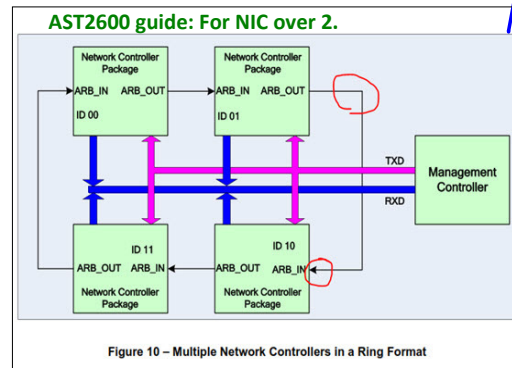 AST2600 guide: For NIC over 2.
Network Controller
Package
ARB_IN ARB_OUT
ID 00
Network Controller
Package
ARB_IN ARB_OUT
ID 01
TXD
RXD
Management
Controller
ID 11
ARB_OUT ARB_IN
Network Controller
Package
ID 10
ARB_OUT ARB_IN
Network Controller
Package
Figure 10 – Multiple Network Controllers in a Ring Format